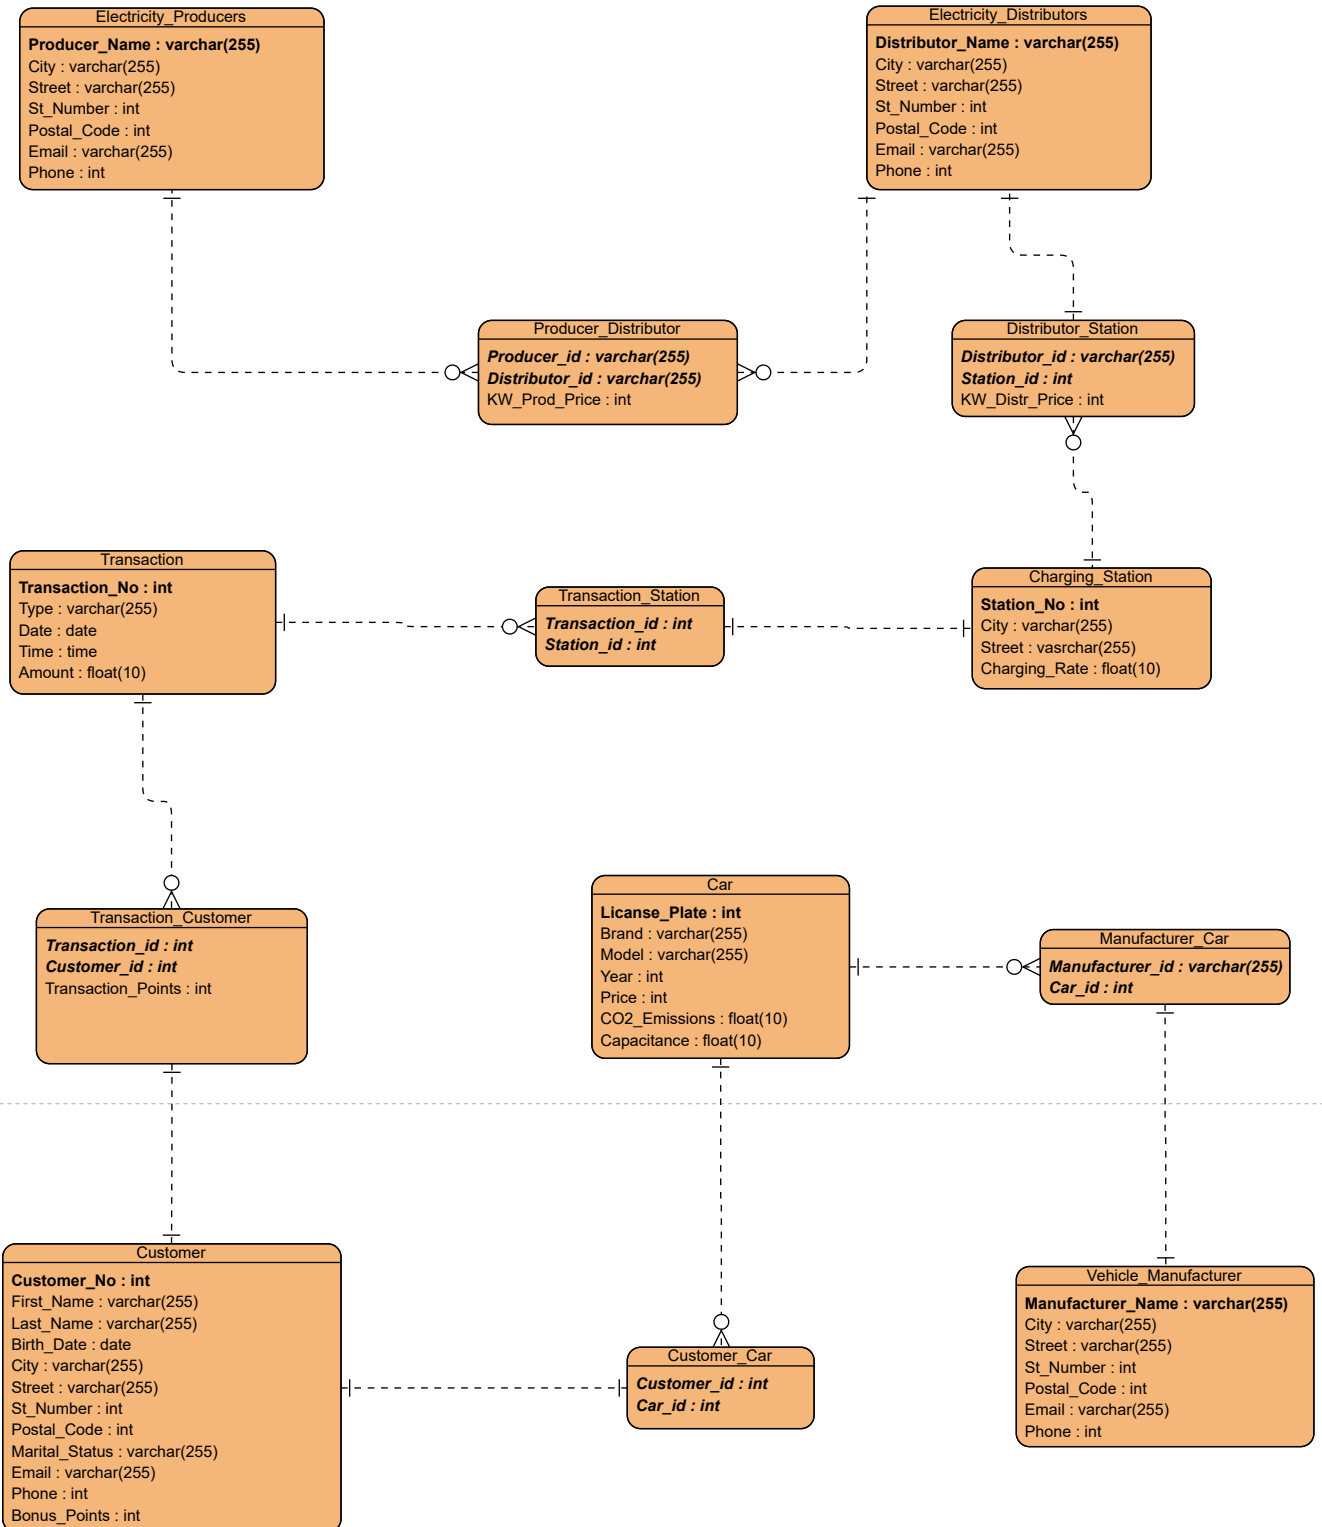 Electricity_Producers
Producer_Name : varchar(255)
City : varchar(255)
Street : varchar(255)
St_Number : int
Postal_Code : int
Email : varchar(255)
Phone : int
Electricity_Distributors
Distributor_Name : varchar(255)
City : varchar(255)
Street : varchar(255)
St_Number : int
Postal_Code : int
Email : varchar(255)
Phone : int
Producer_Distributor
Producer_id : varchar(255)
Distributor_id : varchar(255)
KW_Prod_Price : int
Distributor_Station
Distributor_id : varchar(255)
Station_id : int
KW_Distr_Price : int
Transaction
Transaction_No : int
Type : varchar(255)
Date : date
Time : time
Amount : float(10)
Transaction_Station
Transaction_id : int
Station_id : int
Charging_Station
Station_No : int
City : varchar(255)
Street : vasrchar(255)
Charging_Rate : float(10)
Transaction_Customer
Transaction_id : int
Customer_id : int
Transaction_Points : int
Car
Licanse_Plate : int
Brand : varchar(255)
Model : varchar(255)
Year : int
Price : int
CO2_Emissions : float(10)
Capacitance : float(10)
Manufacturer_Car
Manufacturer_id : varchar(255)
Car_id : int
Customer
Customer_No : int
First_Name : varchar(255)
Last_Name : varchar(255)
Birth_Date : date
City : varchar(255)
Street : varchar(255)
St_Number : int
Postal_Code : int
Marital_Status : varchar(255)
Email : varchar(255)
Phone : int
Bonus_Points : int
Customer_Car
Customer_id : int
Car_id : int
Vehicle_Manufacturer
Manufacturer_Name : varchar(255)
City : varchar(255)
Street : varchar(255)
St_Number : int
Postal_Code : int
Email : varchar(255)
Phone : int